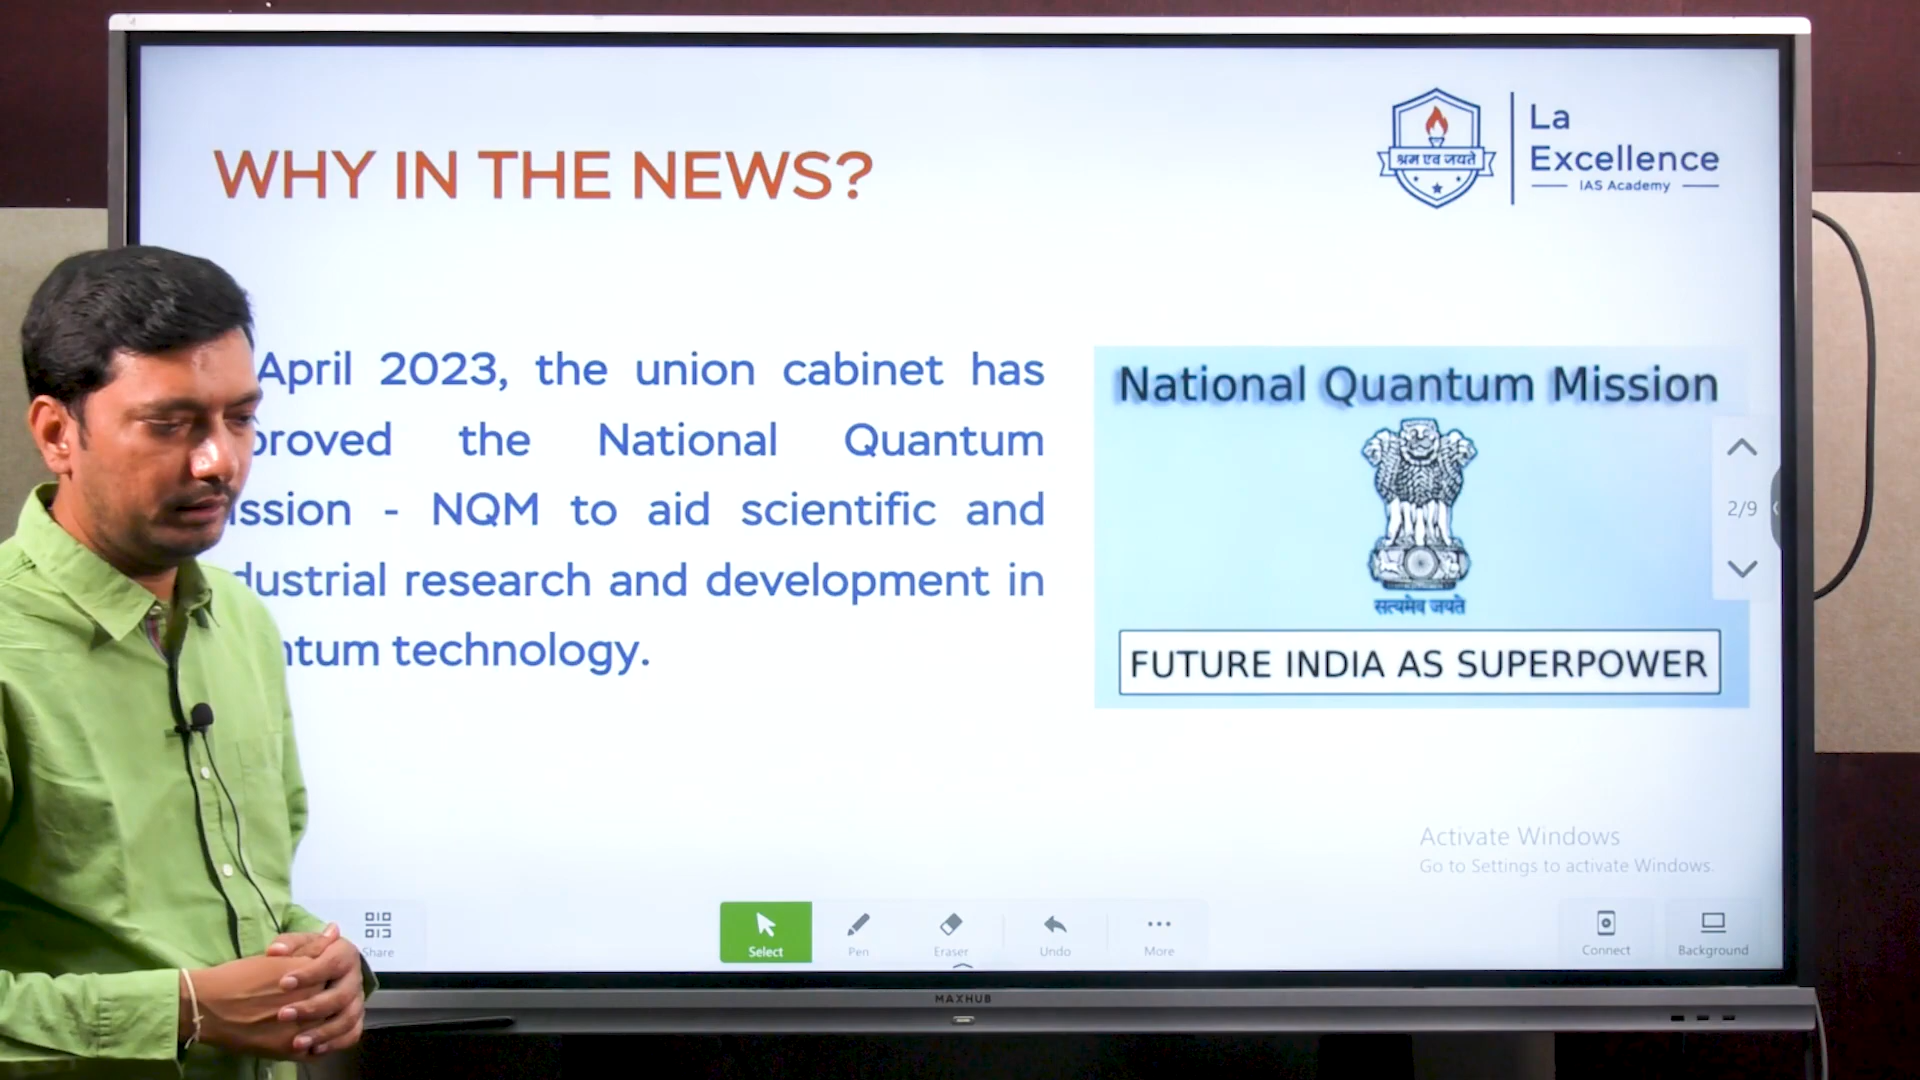 WHY IN THE NEWS?
श्रम एव जयते
La
Excellence
IAS Academy
April 2023, the union cabinet has
proved the National Quantum
ssion - NQM to aid scientific and
dustrial research and development in
ntum technology.
National Quantum Mission
सत्यमेव जयते
FUTURE INDIA AS SUPERPOWER
2/9
Activate Windows
Go to Settings to activate Windows.
Share
Select
Pen
Eraser
Undo
More
Connect
Background
MAXHUB